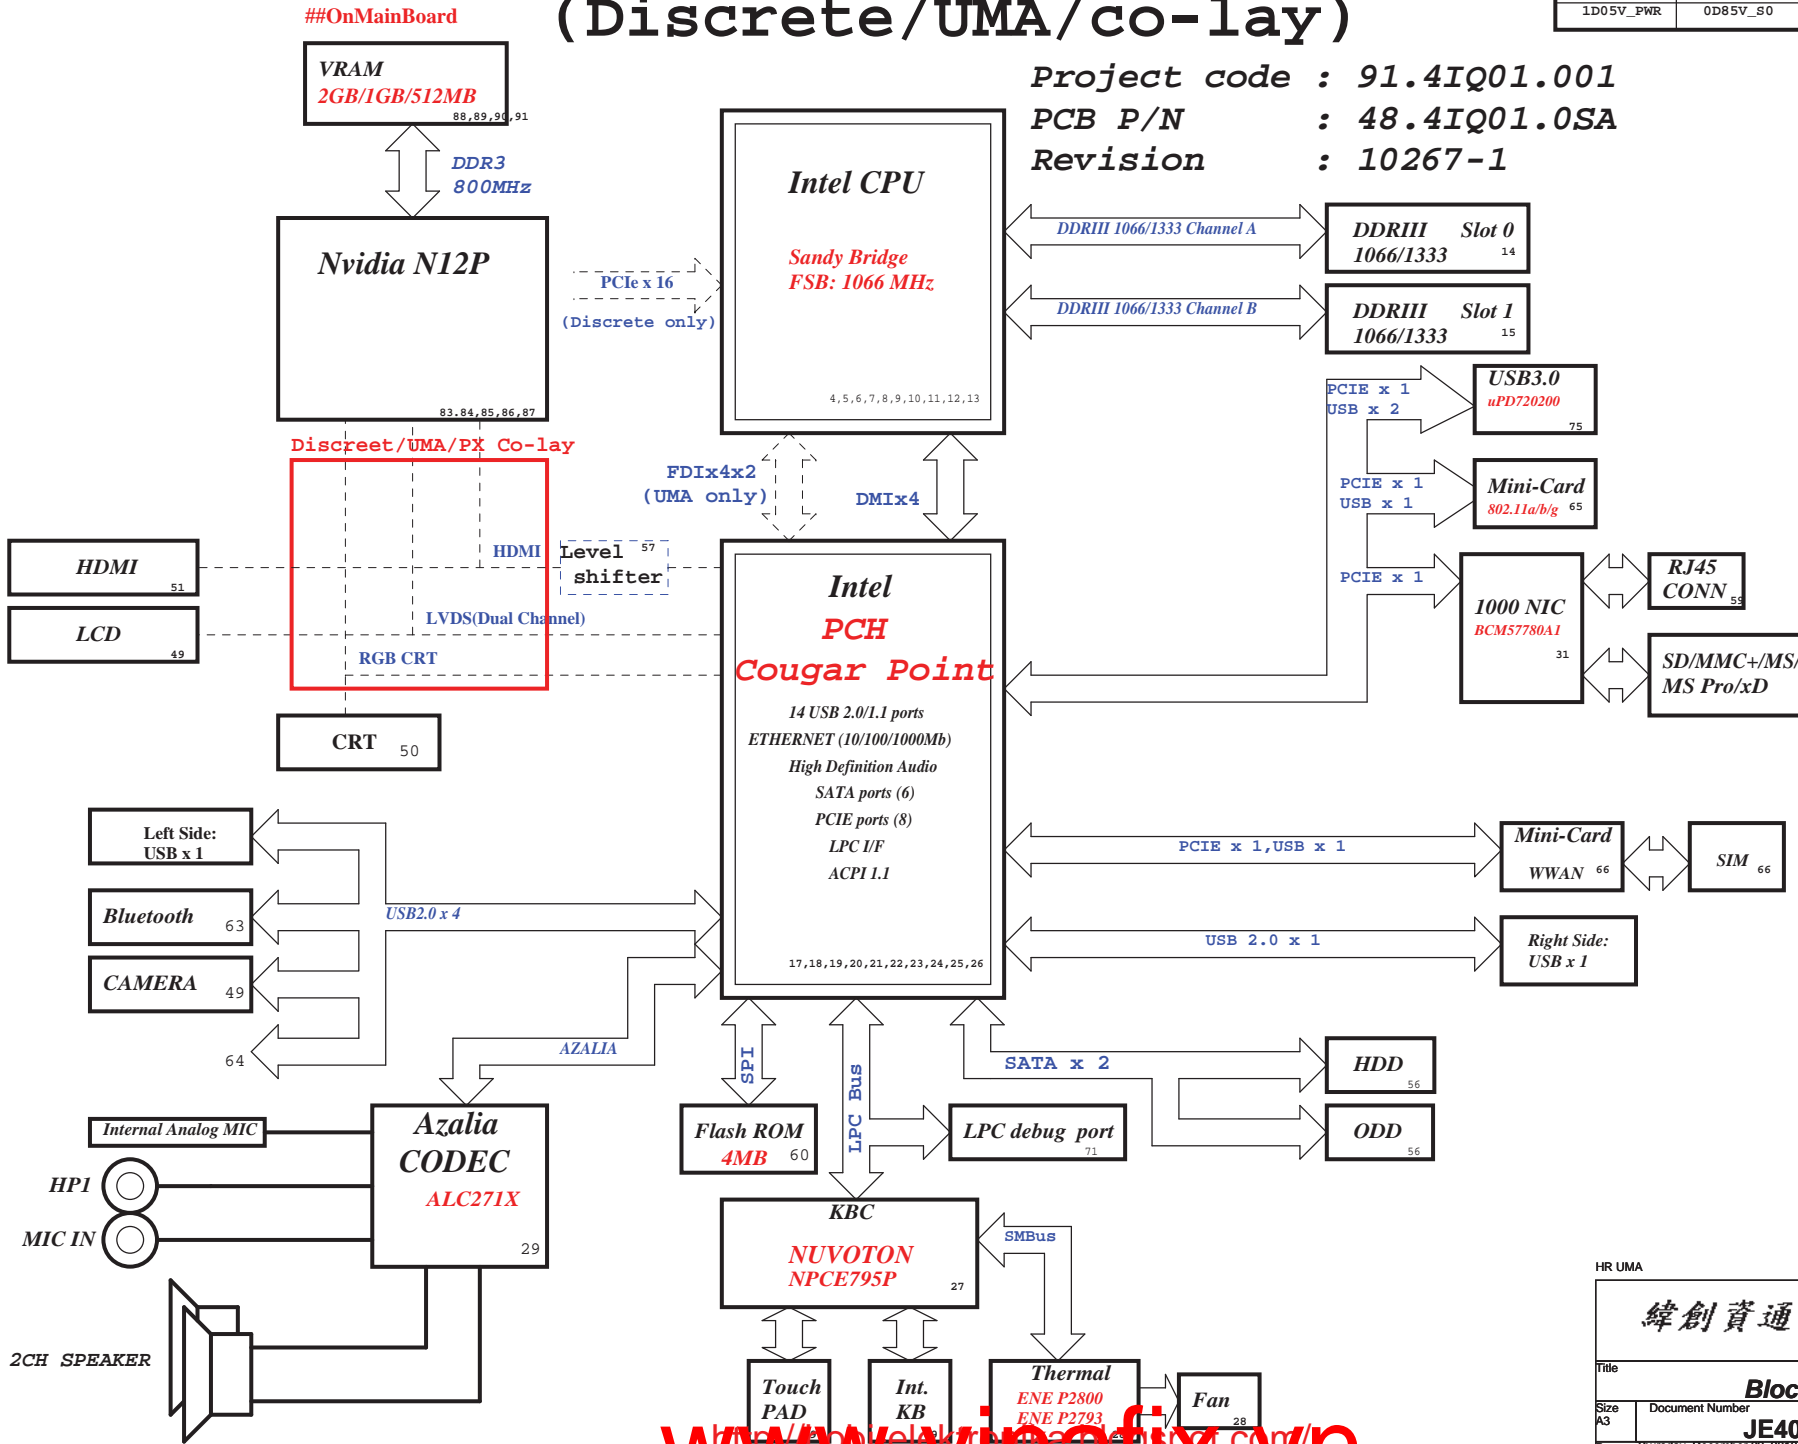 ##OnMainBoard
(Discrete/UMA/co-lay)
1D05V_PWR 0D85V_S0
Project code : 91.4IQ01.001
PCB P/N : 48.4IQ01.0SA
Revision : 10267-1
VRAM
2GB/1GB/512MB
88,89,90,91
DDR3
800MHz
Nvidia N12P
83.84,85,86,87
PCIe x 16
(Discrete only)
Intel CPU
Sandy Bridge
FSB: 1066 MHz
4,5,6,7,8,9,10,11,12,13
DDRIII 1066/1333 Channel A
DDRIII Slot 0
1066/1333 14
DDRIII 1066/1333 Channel B
DDRIII Slot 1
1066/1333 15
PCIE x 1
USB x 2
USB3.0
uPD720200
75
PCIE x 1
USB x 1
Mini-Card
802.11a/b/g 65
PCIE x 1
1000 NIC
BCM57780A1
31
RJ45
CONN
59
SD/MMC+/MS/
MS Pro/xD
Discreet/UMA/PX Co-lay
FDIx4x2
(UMA only)
DMIx4
HDMI
Level 57
shifter
LVDS(Dual Channel)
RGB CRT
HDMI
51
LCD
49
CRT 50
Intel
PCH
Cougar Point
14 USB 2.0/1.1 ports
ETHERNET (10/100/1000Mb)
High Definition Audio
SATA ports (6)
PCIE ports (8)
LPC I/F
ACPI 1.1
17,18,19,20,21,22,23,24,25,26
Left Side:
USB x 1
Bluetooth 63
CAMERA 49
64
USB2.0 x 4
AZALIA
PCIE x 1,USB x 1
Mini-Card
WWAN 66
SIM 66
USB 2.0 x 1
Right Side:
USB x 1
SPI
LPC Bus
SATA x 2
HDD
56
ODD
56
Flash ROM
4MB 60
LPC debug port
71
Internal Analog MIC
HP1
MIC IN
2CH SPEAKER
Azalia
CODEC
ALC271X
29
KBC
NUVOTON
NPCE795P
27
SMBus
Touch
PAD
Int.
KB
Thermal
ENE P2800
ENE P2793
Fan
28
HR UMA
緯創資通
Title
Bloc
Size
A3
Document Number
JE40